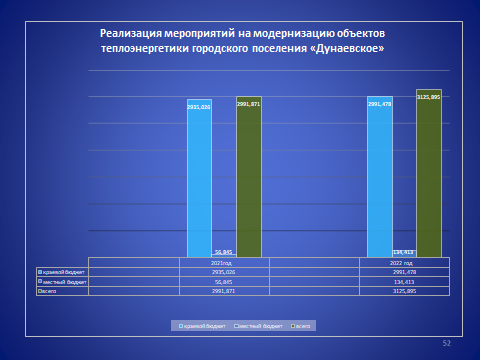 Реализация мероприятий на модернизацию объектов
теплоэнергетики городского поселения «Дунаевское»
2935,026
2991,871
2991,478
3125,895
56,845
134,413
2021год
2022 год
краевой бюджет
2935,026
2991,478
местный бюджет
56,845
134,413
всего
2991,871
3125,895
краевой бюджет
местный бюджет
всего
52